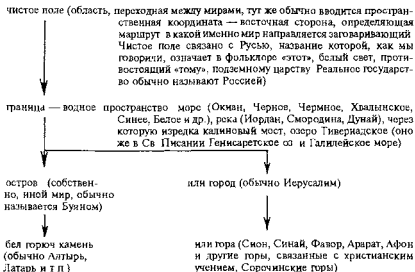 чистое поле (область, переходная между мирами, тут же обычно вводится простран-
ственная координата — восточная сторона, определяющая
маршрут в какой именно мир направляется заговаривающий
Чистое поле связано с Русью, название которой, как мы
говорили, означает в фольклоре «этот», белый свет, проти-
востоящий «тому», подземному царству Реальное государст-
во обычно называют Россией)
граница — водное пространство море (Окиан, Черное, Чермное, Хвалынское,
Синее, Белое и др.), река (Иордан, Смородина, Дунай), через
которую изредка калиновый мост, озеро Тивериадское (оно
же в Св Писании Генисаретское оз и Галилейское море)
остров (собствен-
но, иной мир, обычно
называется Буяном)
или город (обычно Иерусалим)
бел горюч камень
(обычно Алтырь,
Латарь и т п)
или гора (Сион, Синай, Фавор, Арарат, Афон
и другие горы, связанные с христианским
учением, Сорочинские горы)